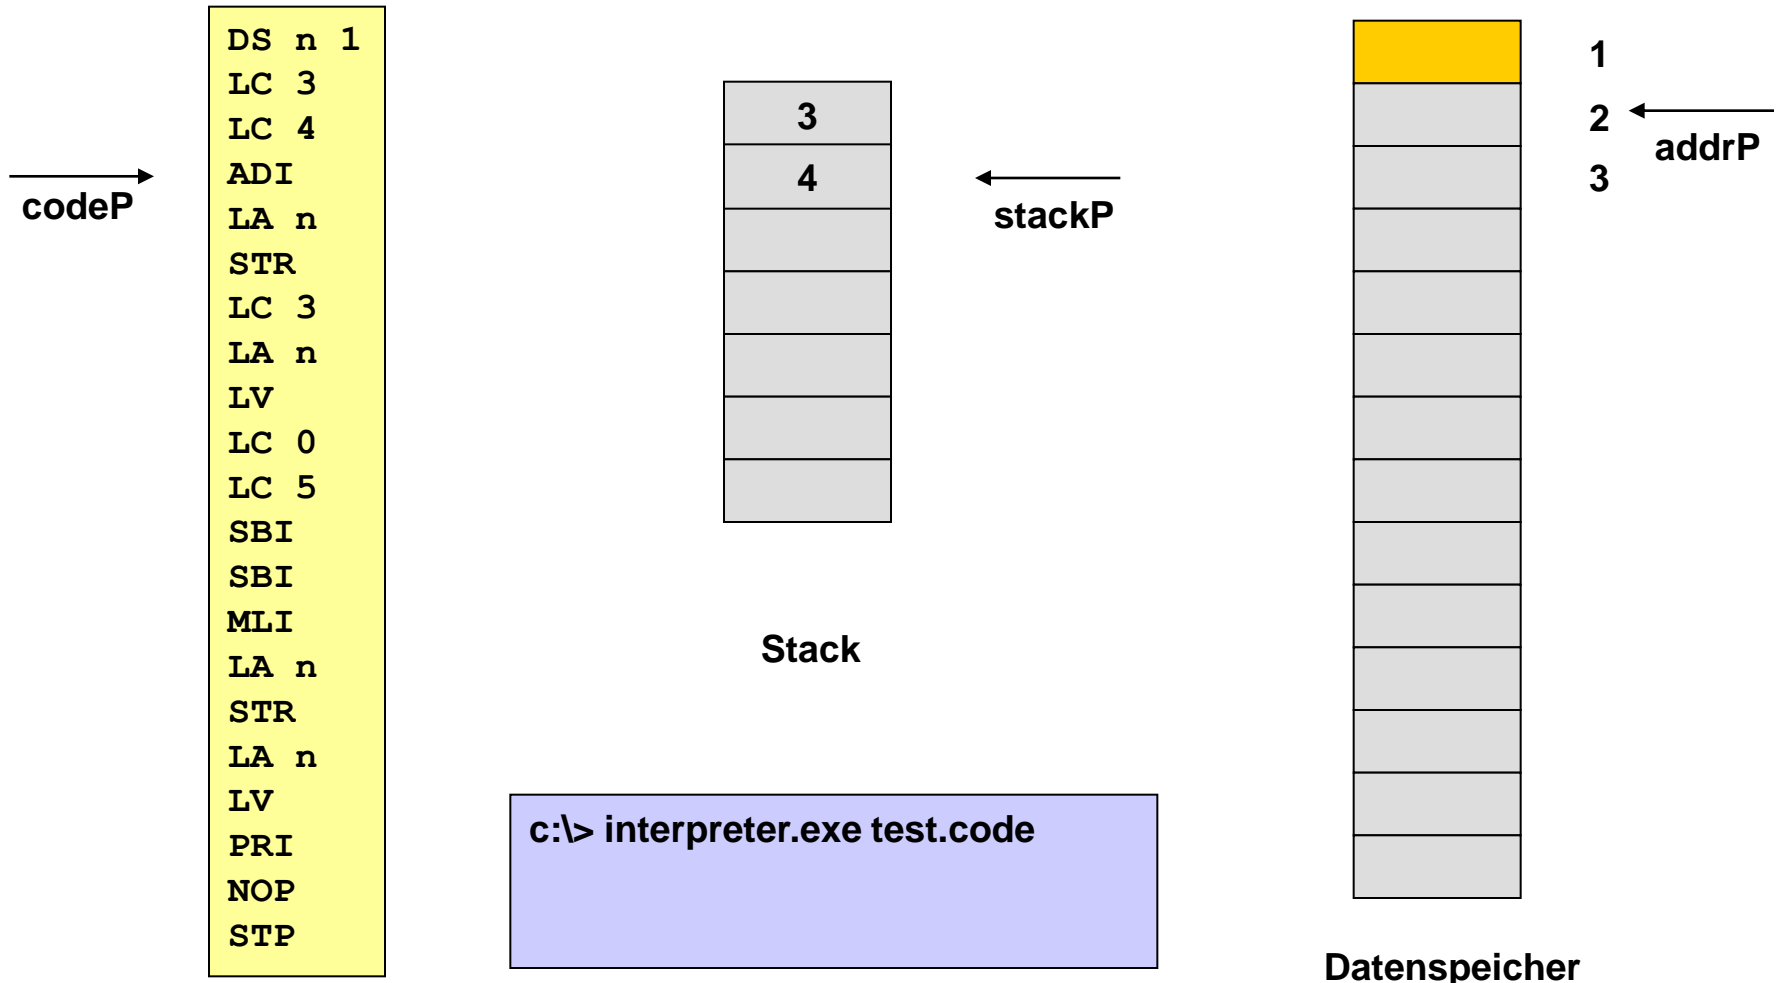 codeP
DS n 1
LC 3
LC 4
ADI
LA n
STR
LC 3
LA n
LV
LC 0
LC 5
SBI
SBI
MLI
LA n
STR
LA n
LV
PRI
NOP
STP
3
4
stackP
Stack
c:\> interpreter.exe test.code
1
2
3
addrP
Datenspeicher